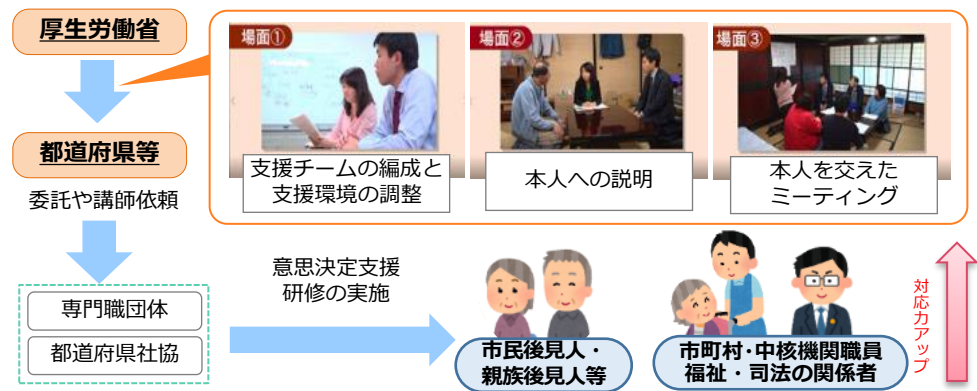 厚生労働省
場面①
場面②
場面③
支援チームの編成と
支援環境の調整
本人への説明
本人を交えた
ミーティング
都道府県等
委託や講師依頼
専門職団体
都道府県社協
意思決定支援
研修の実施
市民後見人・
親族後見人等
市町村・中核機関職員
福祉・司法の関係者
対応力アップ